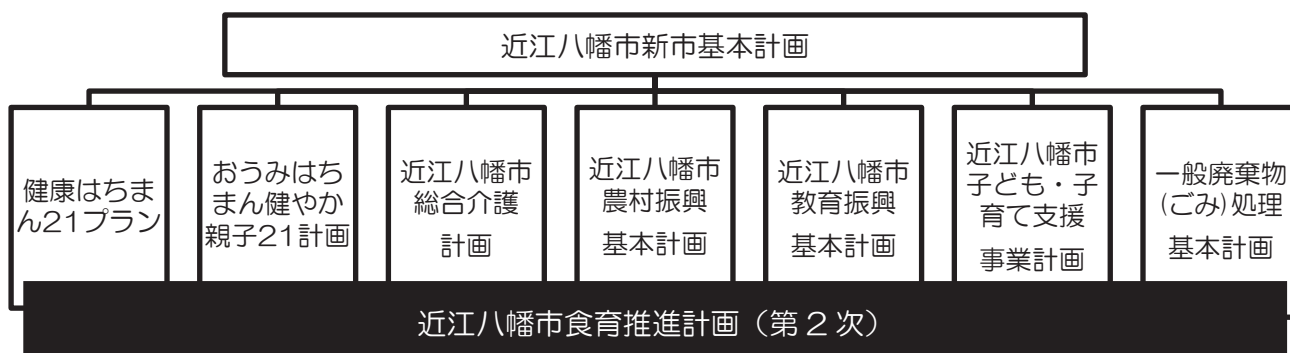 近江八幡市新市基本計画
健康はちま
ん21プラン
おうみはち
まん健やか
親子21計画
近江八幡市
総合介護
計画
近江八幡市
農村振興
基本計画
近江八幡市
教育振興
基本計画
近江八幡市
子ども・子
育て支援
事業計画
一般廃棄物
(ごみ)処理
基本計画
近江八幡市食育推進計画（第２次）